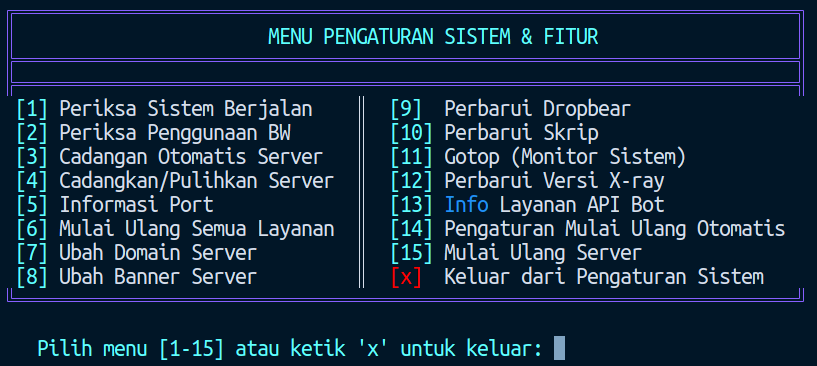 MENU PENGATURAN SISTEM & FITUR
[1] Periksa Sistem Berjalan
[2] Periksa Penggunaan BW
[3] Cadangan Otomatis Server
[4] Cadangkan/Pulihkan Server
[5] Informasi Port
[6] Mulai Ulang Semua Layanan
[7] Ubah Domain Server
[8] Ubah Banner Server
[9] Perbarui Dropbear
[10] Perbarui Skrip
[11] Gotop (Monitor Sistem)
[12] Perbarui Versi X-ray
[13] Info Layanan API Bot
[14] Pengaturan Mulai Ulang Otomatis
[15] Mulai Ulang Server
[x] Keluar dari Pengaturan Sistem
Pilih menu [1-15] atau ketik 'x' untuk keluar: